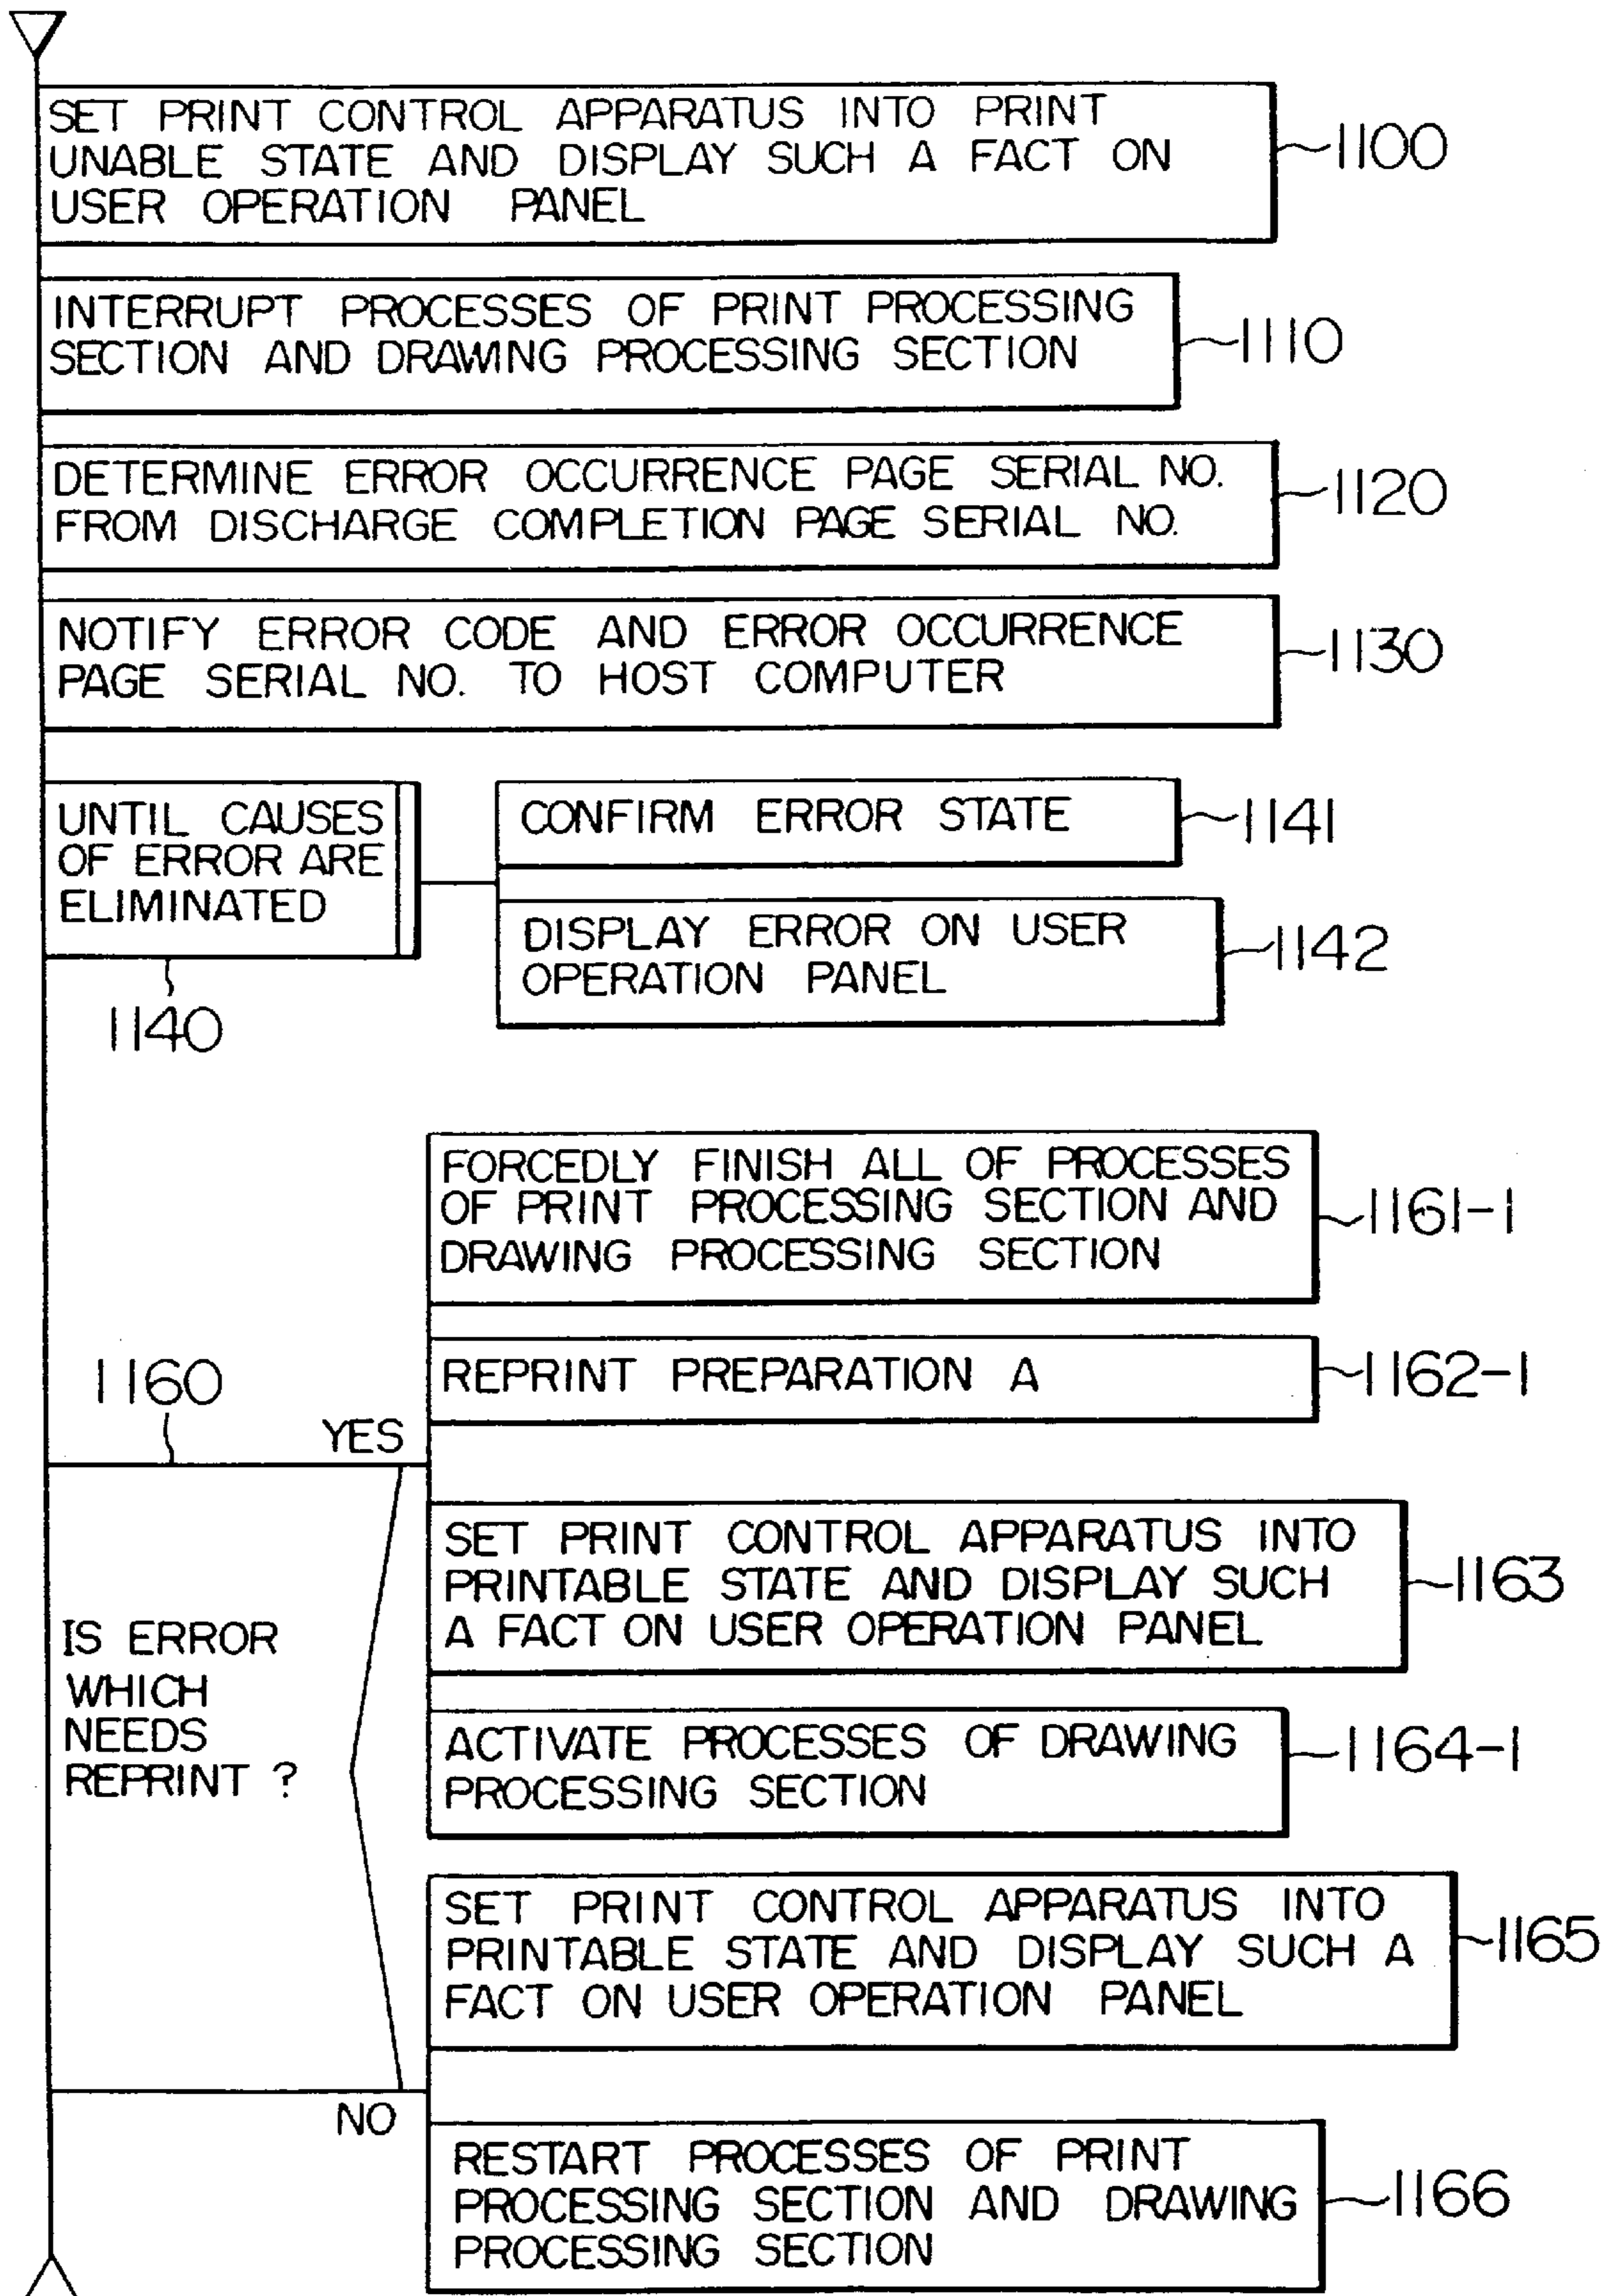 SET PRINT CONTROL APPARATUS INTO PRINT
UNABLE STATE AND DISPLAY SUCH A FACT ON
USER OPERATION PANEL
1100
INTERRUPT PROCESSES OF PRINT PROCESSING
SECTION AND DRAWING PROCESSING SECTION
1110
DETERMINE ERROR OCCURRENCE PAGE SERIAL NO.
FROM DISCHARGE COMPLETION PAGE SERIAL NO.
1120
NOTIFY ERROR CODE AND ERROR OCCURRENCE
PAGE SERIAL NO. TO HOST COMPUTER
1130
UNTIL CAUSES
OF ERROR ARE
ELIMINATED
1140
CONFIRM ERROR STATE
1141
DISPLAY ERROR ON USER
OPERATION PANEL
1142
FORCEDLY FINISH ALL OF PROCESSES
OF PRINT PROCESSING SECTION AND
DRAWING PROCESSING SECTION
1161-1
REPRINT PREPARATION A
1162-1
1160
YES
SET PRINT CONTROL APPARATUS INTO
PRINTABLE STATE AND DISPLAY SUCH
A FACT ON USER OPERATION PANEL
1163
IS ERROR
WHICH
NEEDS
REPRINT ?
ACTIVATE PROCESSES OF DRAWING
PROCESSING SECTION
1164-1
SET PRINT CONTROL APPARATUS INTO
PRINTABLE STATE AND DISPLAY SUCH A
FACT ON USER OPERATION PANEL
1165
NO
RESTART PROCESSES OF PRINT
PROCESSING SECTION AND DRAWING
PROCESSING SECTION
1166